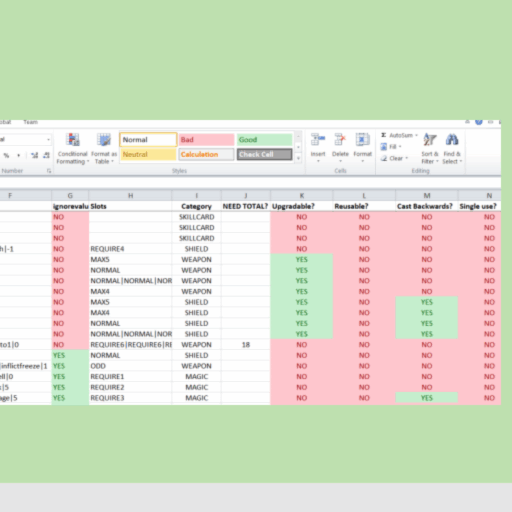 Team
Normal Bad Good
Conditional Formatting Format as Table Neutral Calculation Check Cell
Insert Delete Format
AutoSum Fill Clear Sort & Filter Find & Select
Number Styles Cells Editing
F G H I J K L M N
Slots Category NEED TOTAL? Upgradable? Reusable? Cast Backwards? Single use?
NO SKILLCARD NO NO NO NO
NO SKILLCARD NO NO NO NO
NO SKILLCARD NO NO NO NO
|-1 NO REQUIRE4 SHIELD NO NO NO NO
NO MAX5 WEAPON YES NO NO NO
NO NORMAL WEAPON YES NO NO NO
NO NORMAL|NORMAL|NOR WEAPON YES NO NO NO
NO MAX4 WEAPON YES NO NO NO
NO MAX5 SHIELD YES NO YES NO
NO MAX4 SHIELD YES NO YES NO
NO NORMAL SHIELD YES NO YES NO
NO NORMAL|NORMAL|NOR SHIELD YES NO YES NO
to1|0 NO REQUIRE6|REQUIRE6|RE WEAPON 18 NO NO NO NO
YES NORMAL SHIELD NO NO NO NO
inflictfreeze|1 YES ODD WEAPON NO NO NO NO
ll|0 YES REQUIRE1 MAGIC NO NO NO NO
|5 YES REQUIRE2 MAGIC NO NO NO NO
age|5 YES REQUIRE3 MAGIC NO NO YES NO